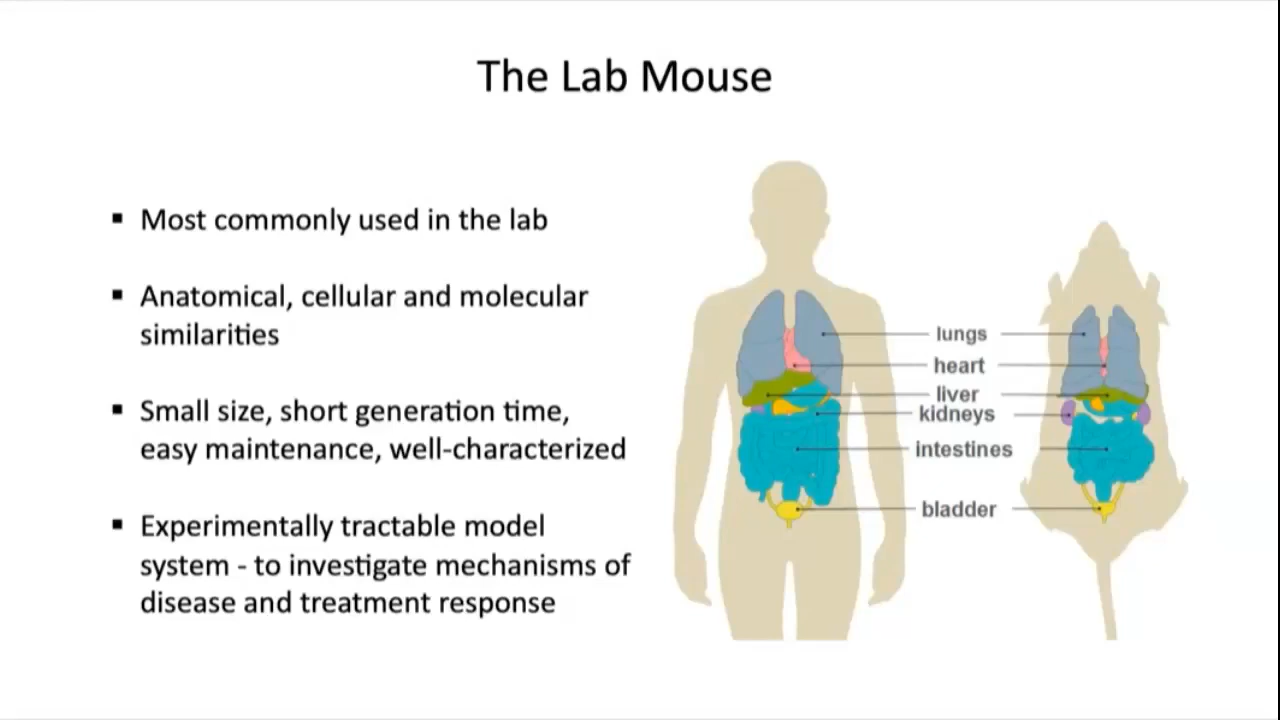 The Lab Mouse
▪ Most commonly used in the lab
▪ Anatomical, cellular and molecular
similarities
▪ Small size, short generation time,
easy maintenance, well-characterized
▪ Experimentally tractable model
system - to investigate mechanisms of
disease and treatment response
lungs
heart
liver
kidneys
intestines
bladder